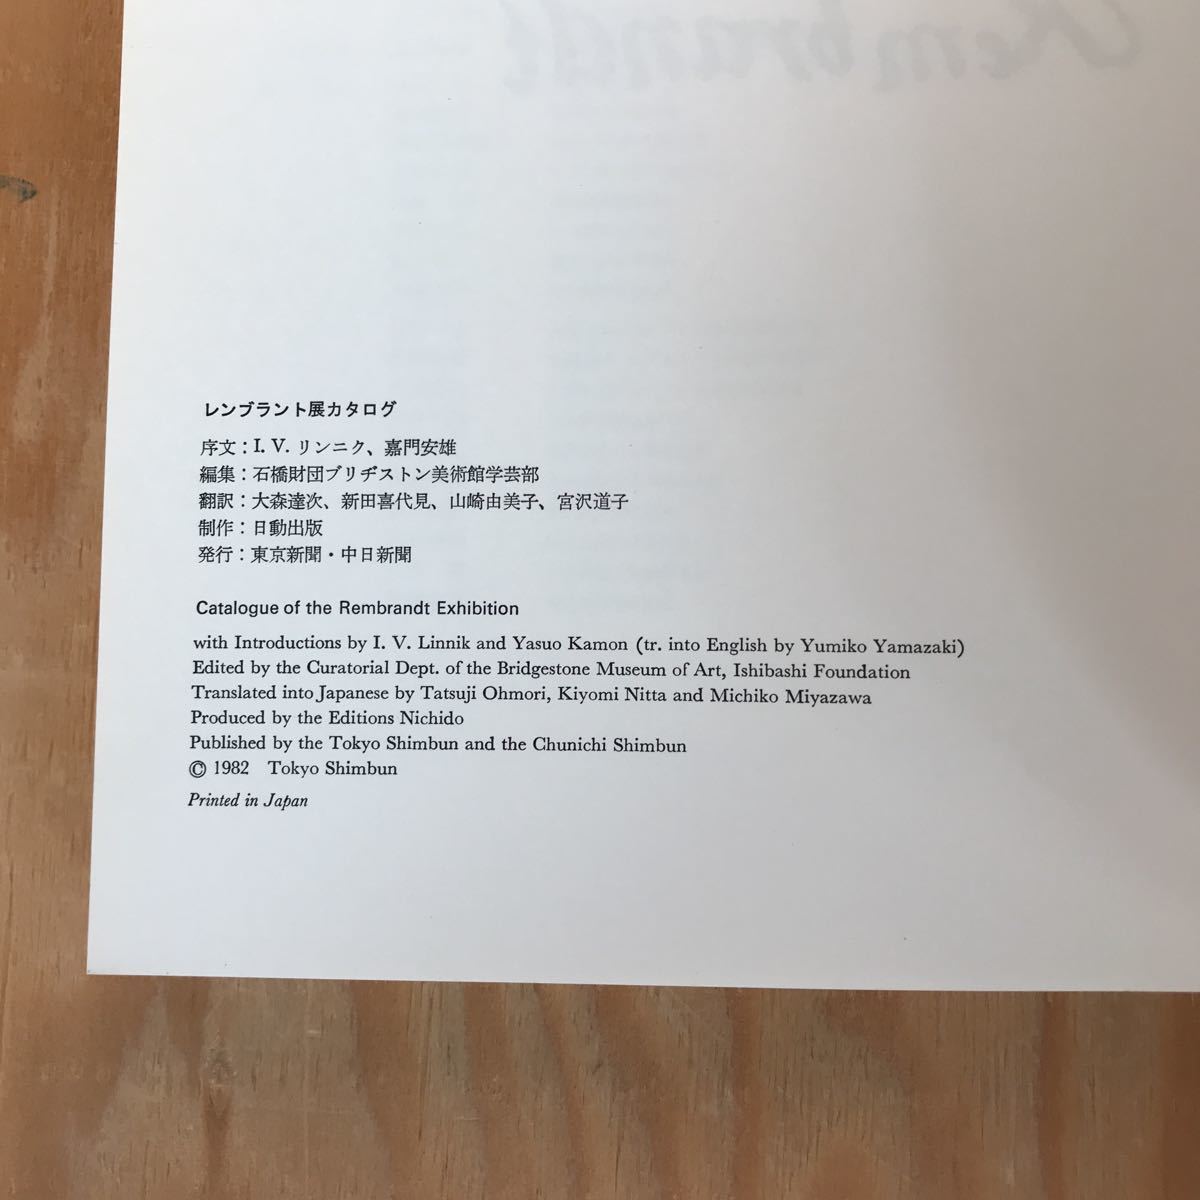 Rembrandt
レンブラント展カタログ
序文：I. V. リンニク、嘉門安雄
編集：石橋財団ブリヂストン美術館学芸部
翻訳：大森達次、新田喜代見、山崎由美子、宮沢道子
制作：日動出版
発行：東京新聞・中日新聞
Catalogue of the Rembrandt Exhibition
with Introductions by I. V. Linnik and Yasuo Kamon (tr. into English by Yumiko Yamazaki)
Edited by the Curatorial Dept. of the Bridgestone Museum of Art, Ishibashi Foundation
Translated into Japanese by Tatsuji Ohmori, Kiyomi Nitta and Michiko Miyazawa
Produced by the Editions Nichido
Published by the Tokyo Shimbun and the Chunichi Shimbun
© 1982 Tokyo Shimbun
Printed in Japan